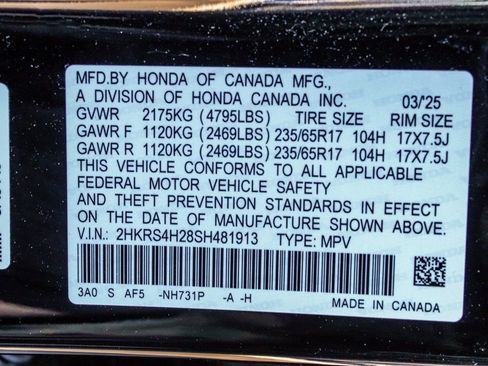 MFD.BY HONDA OF CANADA MFG.,
A DIVISION OF HONDA CANADA INC. 03/25
GVWR 2175KG (4795LBS) TIRE SIZE RIM SIZE
GAWR F 1120KG (2469LBS) 235/65R17 104H 17X7.5J
GAWR R 1120KG (2469LBS) 235/65R17 104H 17X7.5J
THIS VEHICLE CONFORMS TO ALL APPLICABLE
FEDERAL MOTOR VEHICLE SAFETY
AND THEFT PREVENTION STANDARDS IN EFFECT
ON THE DATE OF MANUFACTURE SHOWN ABOVE.
V.I.N.: 2HKRS4H28SH481913 TYPE: MPV
3A0 S AF5 -NH731P -A -H
MADE IN CANADA